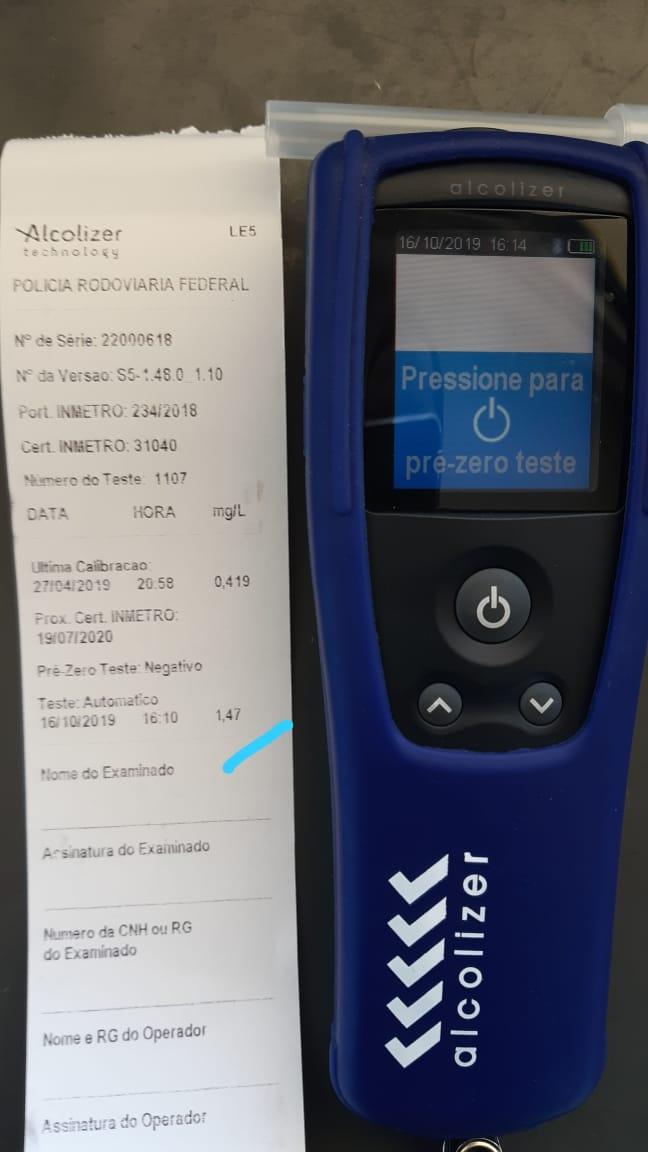 Alcolizer LE5
technology
POLICIA RODOVIARIA FEDERAL
Nº de Série: 22000618
Nº da Versao: S5-1.48.0_1.10
Port. INMETRO: 234/2018
Cert. INMETRO: 31040
Número do Teste: 1107
DATA HORA mg/L
Ultima Calibracao:
27/04/2019 20:58 0,419
Prox. Cert. INMETRO:
19/07/2020
Pré-Zero Teste: Negativo
Teste: Automatico
16/10/2019 16:10 1,47
Nome do Examinado
Assinatura do Examinado
Numero da CNH ou RG
do Examinado
Nome e RG do Operador
Assinatura do Operador
alcolizer
16/10/2019 16:14
Pressione para
pré-zero teste
alcolizer